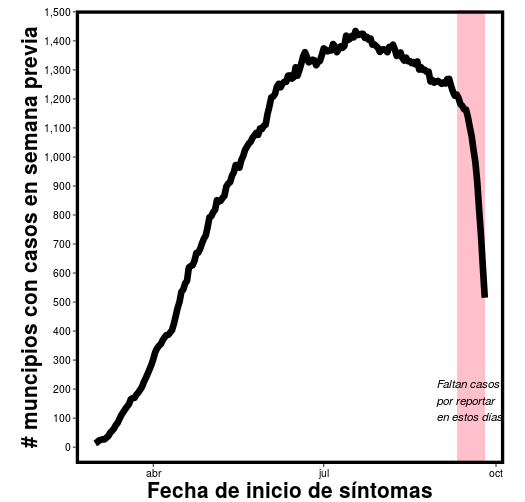 # muncipios con casos en semana previa
1,500
1,400
1,300
1,200
1,100
1,000
900
800
700
600
500
400
300
200
100
0
Faltan casos
por reportar
en estos días
abr jul oct
Fecha de inicio de síntomas